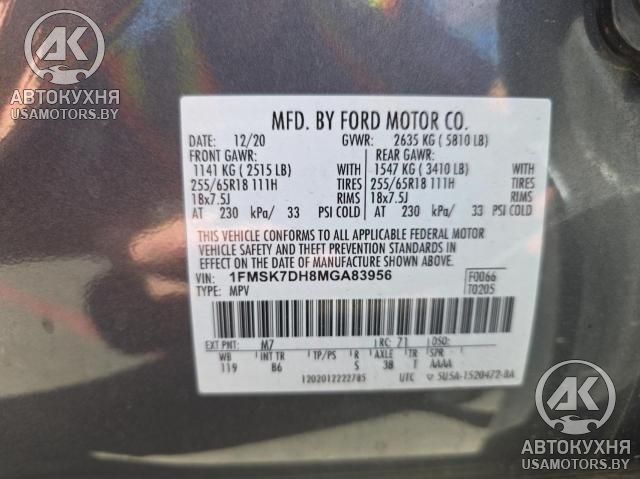 АК
АВТОКУХНЯ
USAMOTORS.BY
MFD. BY FORD MOTOR CO.
DATE: 12/20 GVWR: 2635 KG ( 5810 LB)
FRONT GAWR: REAR GAWR:
1141 KG ( 2515 LB) WITH 1547 KG ( 3410 LB) WITH
255/65R18 111H TIRES 255/65R18 111H TIRES
18x7.5J RIMS 18x7.5J RIMS
AT 230 kPa/ 33 PSI COLD AT 230 kPa/ 33 PSI COLD
THIS VEHICLE CONFORMS TO ALL APPLICABLE FEDERAL MOTOR
VEHICLE SAFETY AND THEFT PREVENTION STANDARDS IN
EFFECT ON THE DATE OF MANUFACTURE SHOWN ABOVE.
VIN: 1FMSK7DH8MGA83956 F0066
TYPE: MPV T0205
EXT PNT: M7 RC: 71 DSO:
WB INT TR TP/PS R AXLE TR SPR
119 B6 S 38 T AAAA
1202012222785 UTC 5U5A-1520472-BA
АК
АВТОКУХНЯ
USAMOTORS.BY